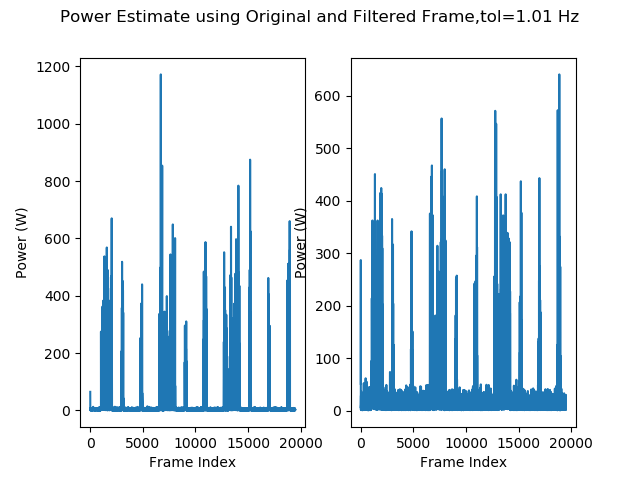 Power Estimate using Original and Filtered Frame,tol=1.01 Hz
1200
1000
800
600
400
200
0
Power (W)
0 5000 10000 15000 20000
Frame Index
600
500
400
300
200
100
0
Power (W)
0 5000 10000 15000 20000
Frame Index